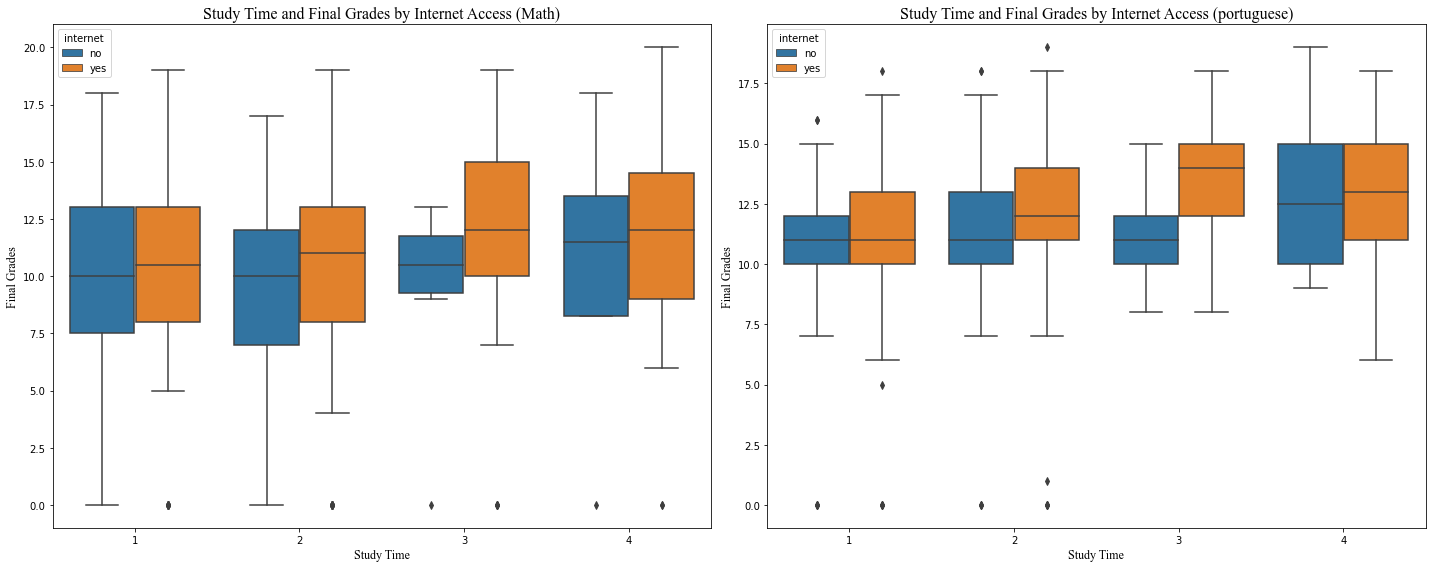 Study Time and Final Grades by Internet Access (Math)
internet
no
yes
20.0
17.5
15.0
12.5
10.0
7.5
5.0
2.5
0.0
Final Grades
1 2 3 4
Study Time
Study Time and Final Grades by Internet Access (portuguese)
internet
no
yes
17.5
15.0
12.5
10.0
7.5
5.0
2.5
0.0
Final Grades
1 2 3 4
Study Time